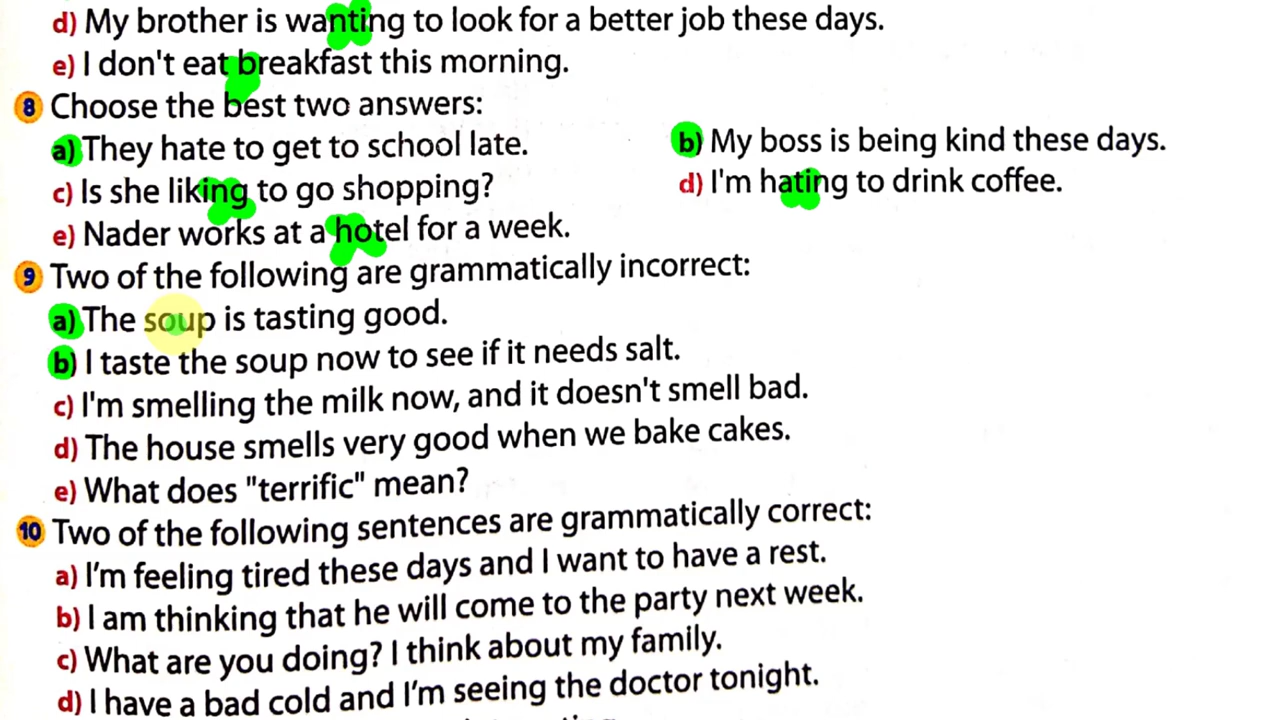 d) My brother is wanting to look for a better job these days.
e) I don't eat breakfast this morning.
8 Choose the best two answers:
a) They hate to get to school late.
b) My boss is being kind these days.
c) Is she liking to go shopping?
d) I'm hating to drink coffee.
e) Nader works at a hotel for a week.
9 Two of the following are grammatically incorrect:
a) The soup is tasting good.
b) I taste the soup now to see if it needs salt.
c) I'm smelling the milk now, and it doesn't smell bad.
d) The house smells very good when we bake cakes.
e) What does "terrific" mean?
10 Two of the following sentences are grammatically correct:
a) I'm feeling tired these days and I want to have a rest.
b) I am thinking that he will come to the party next week.
c) What are you doing? I think about my family.
d) I have a bad cold and I'm seeing the doctor tonight.